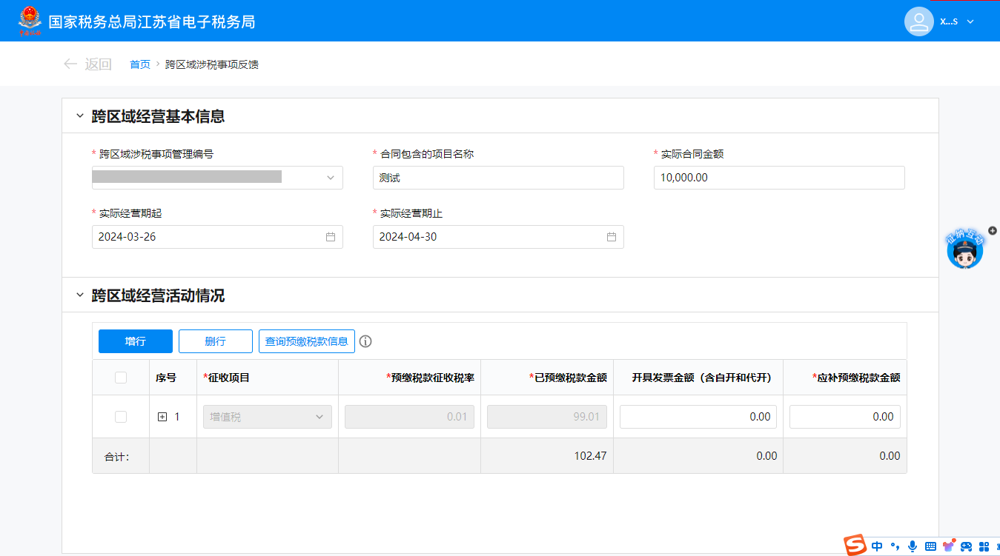 国家税务总局江苏省电子税务局
x...s
返回 首页 > 跨区域涉税事项反馈
跨区域经营基本信息
* 跨区域涉税事项管理编号
* 合同包含的项目名称
* 实际合同金额
测试
10,000.00
* 实际经营期起
* 实际经营期止
2024-03-26
2024-04-30
征纳互动
跨区域经营活动情况
增行 删行 查询预缴税款信息
序号 *征收项目 *预缴税款征收税率 *已预缴税款金额 开具发票金额（含自开和代开） *应补预缴税款金额
1 增值税 0.01 99.01 0.00 0.00
合计： 102.47 0.00 0.00
中